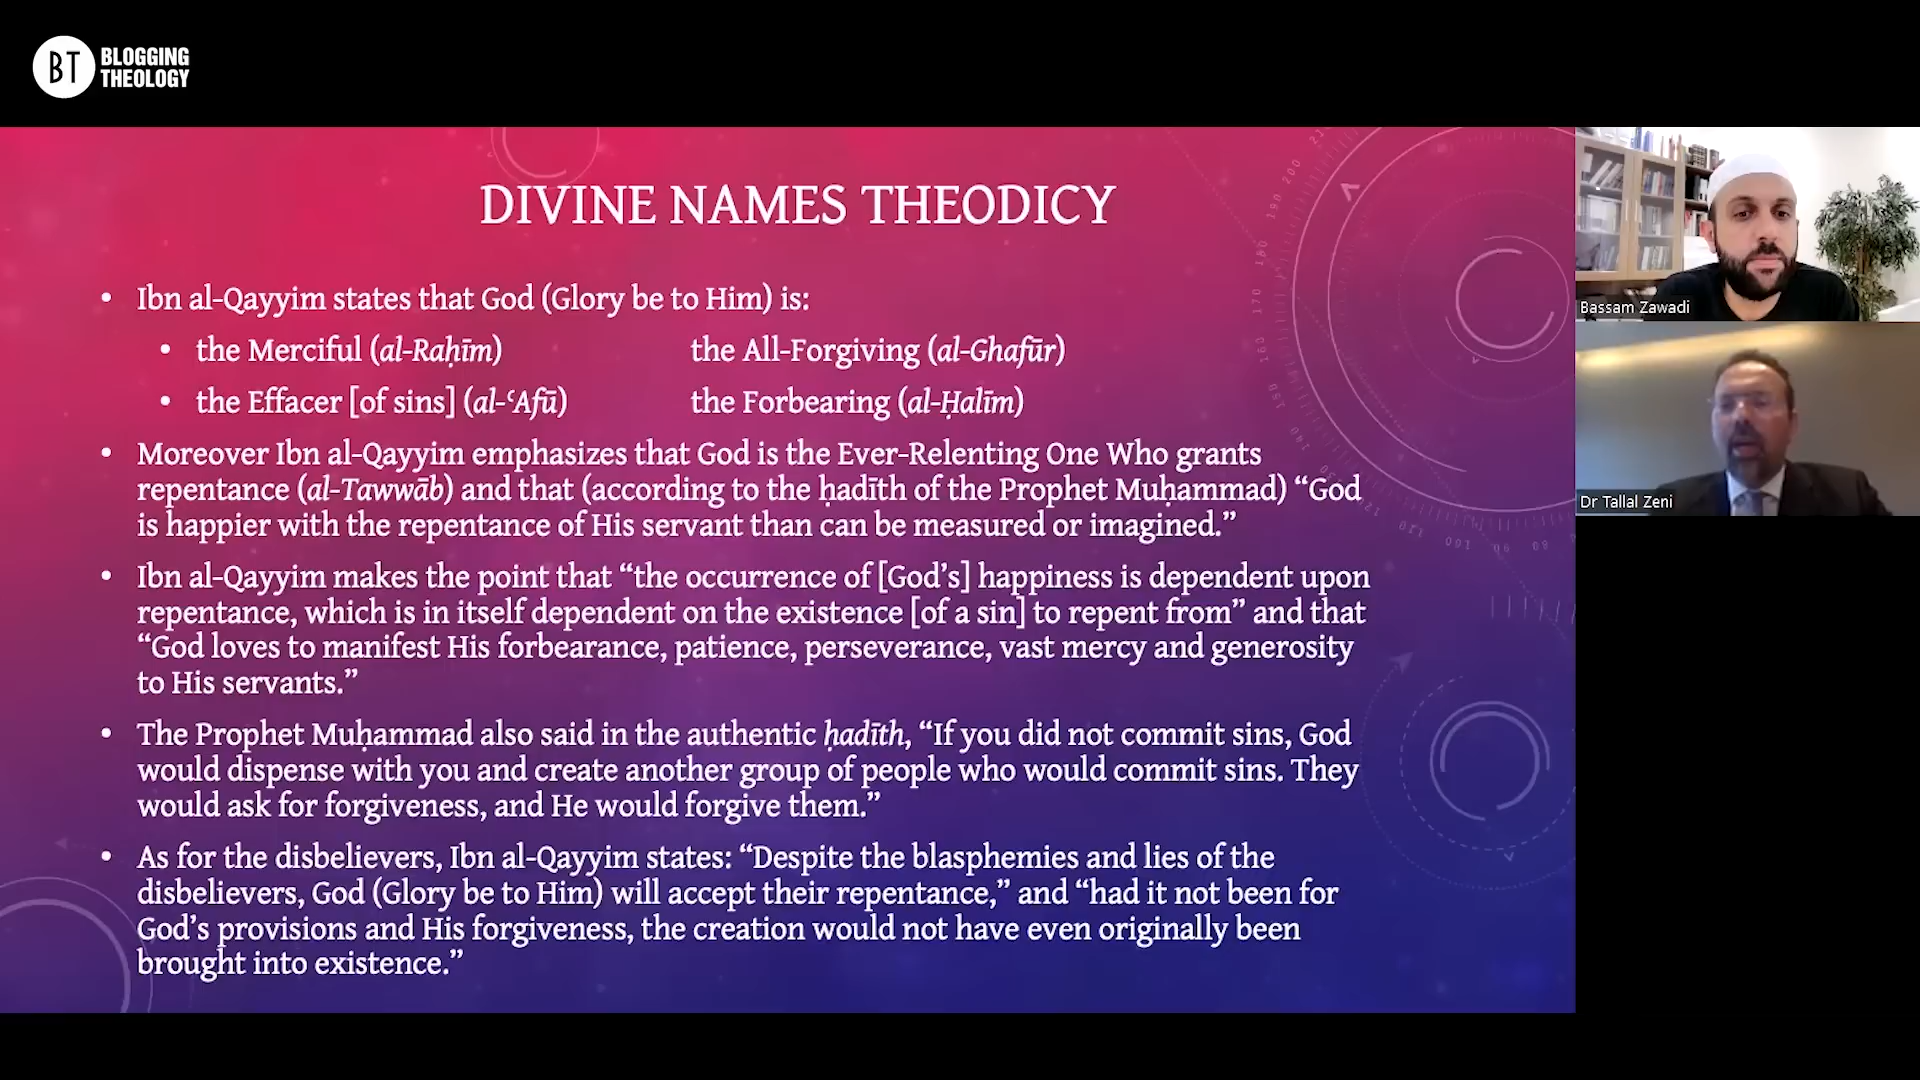 BT BLOGGING
THEOLOGY
DIVINE NAMES THEODICY
• Ibn al-Qayyim states that God (Glory be to Him) is:
• the Merciful (al-Raḥīm) the All-Forgiving (al-Ghafūr)
• the Effacer [of sins] (al-ʿAfū) the Forbearing (al-Ḥalīm)
• Moreover Ibn al-Qayyim emphasizes that God is the Ever-Relenting One Who grants
repentance (al-Tawwāb) and that (according to the ḥadīth of the Prophet Muḥammad) “God
is happier with the repentance of His servant than can be measured or imagined.”
• Ibn al-Qayyim makes the point that “the occurrence of [God’s] happiness is dependent upon
repentance, which is in itself dependent on the existence [of a sin] to repent from” and that
“God loves to manifest His forbearance, patience, perseverance, vast mercy and generosity
to His servants.”
• The Prophet Muḥammad also said in the authentic ḥadīth, “If you did not commit sins, God
would dispense with you and create another group of people who would commit sins. They
would ask for forgiveness, and He would forgive them.”
• As for the disbelievers, Ibn al-Qayyim states: “Despite the blasphemies and lies of the
disbelievers, God (Glory be to Him) will accept their repentance,” and “had it not been for
God’s provisions and His forgiveness, the creation would not have even originally been
brought into existence.”
Bassam Zawadi
Dr Tallal Zeni